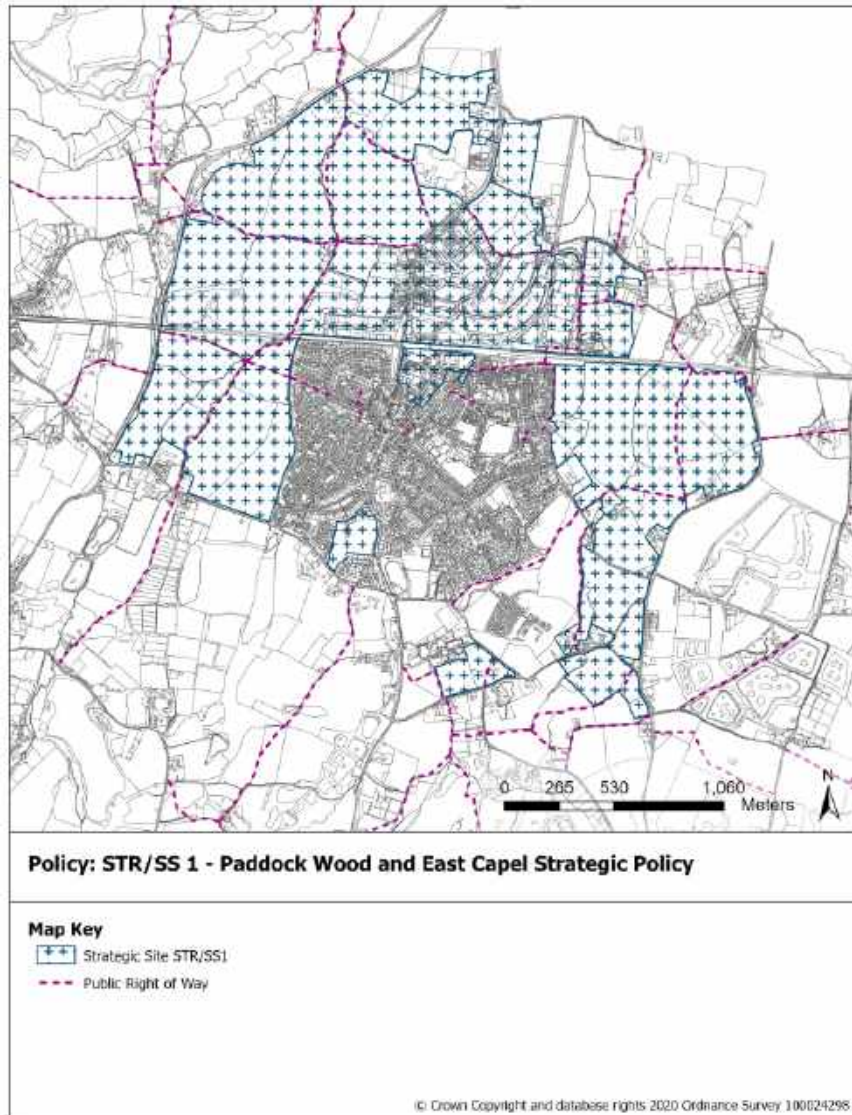 N
0 265 530 1,060
Meters
Policy: STR/SS 1 - Paddock Wood and East Capel Strategic Policy
Map Key
Strategic Site STR/SS1
Public Right of Way
© Crown Copyright and database rights 2020 Ordnance Survey 100024298